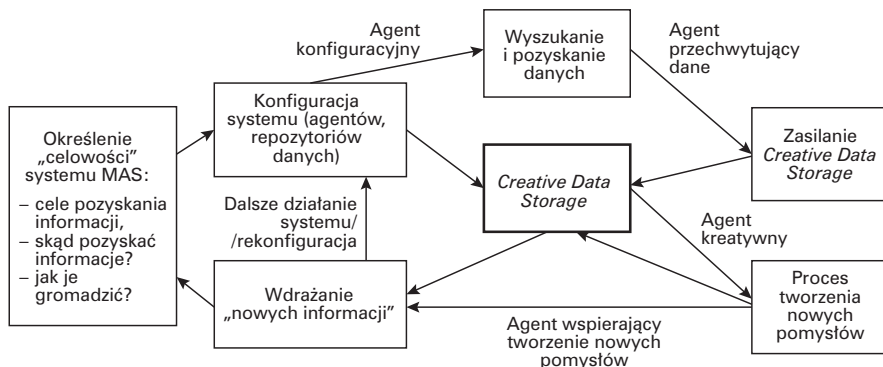 Określenie
„celowości”
systemu MAS:
– cele pozyskania
informacji,
– skąd pozyskać
informacje?
– jak je
gromadzić?
Konfiguracja
systemu (agentów,
repozytoriów
danych)
Agent
konfiguracyjny
Wyszukanie
i pozyskanie
danych
Agent
przechwytujący
dane
Zasilanie
Creative Data
Storage
Creative Data
Storage
Dalsze działanie
systemu/
/rekonfiguracja
Agent
kreatywny
Wdrażanie
„nowych informacji”
Agent wspierający
tworzenie nowych
pomysłów
Proces
tworzenia
nowych
pomysłów